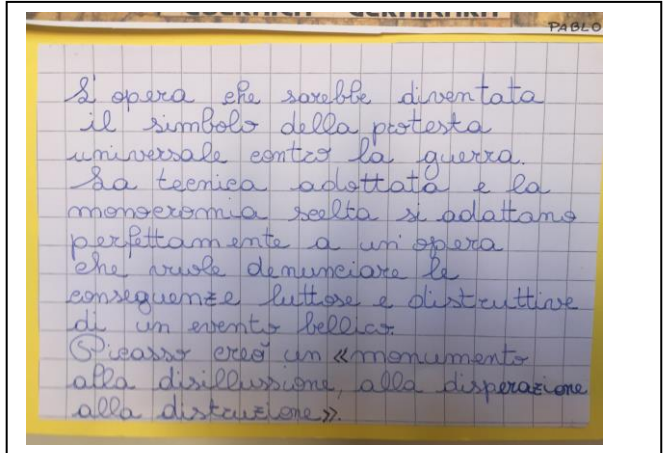 PABLO
L'opera che sarebbe diventata
il simbolo della protesta
universale contro la guerra.
La tecnica adottata e la
monocromia scelta si adattano
perfettamente a un'opera
che vuole denunciare le
conseguenze luttose e distruttive
di un evento bellico.
Picasso creò un «monumento
alla disillussione, alla disperazione
alla distruzione».